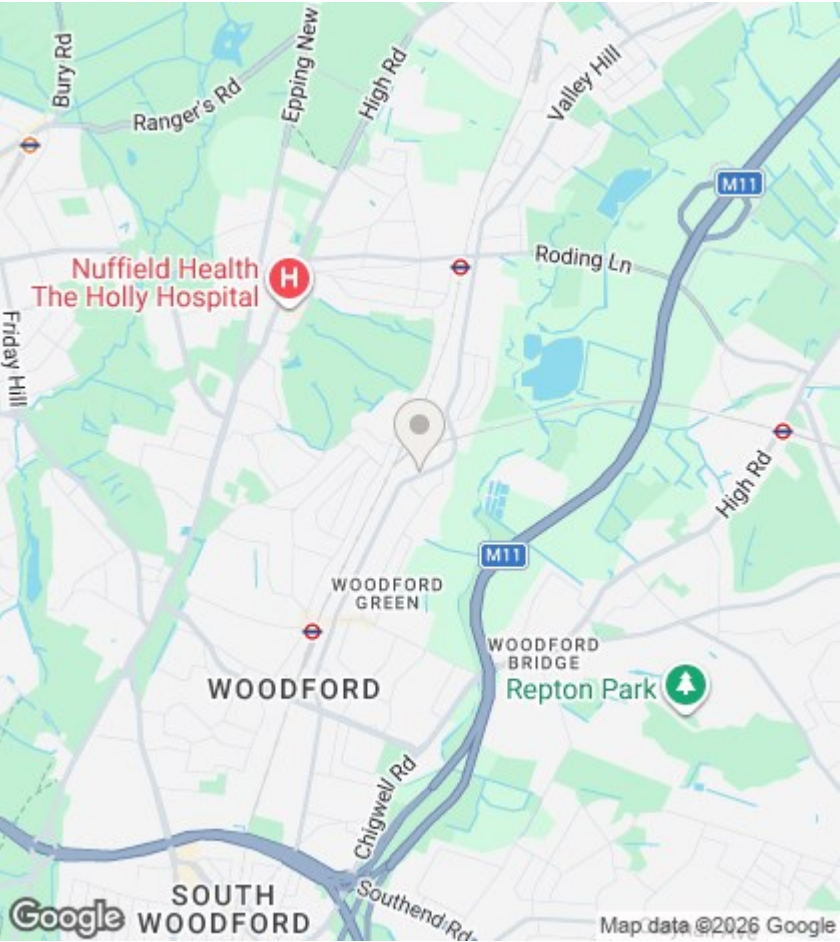 Bury Rd
Ranger's Rd
Epping New
High Rd
Valley Hill
M11
Nuffield Health
The Holly Hospital
H
Roding Ln
Friday Hill
High Rd
M11
WOODFORD
GREEN
WOODFORD
BRIDGE
WOODFORD
Repton Park
Chigwell Rd
SOUTH
WOODFORD
Southend Rd
Google
Map data ©2026 Google